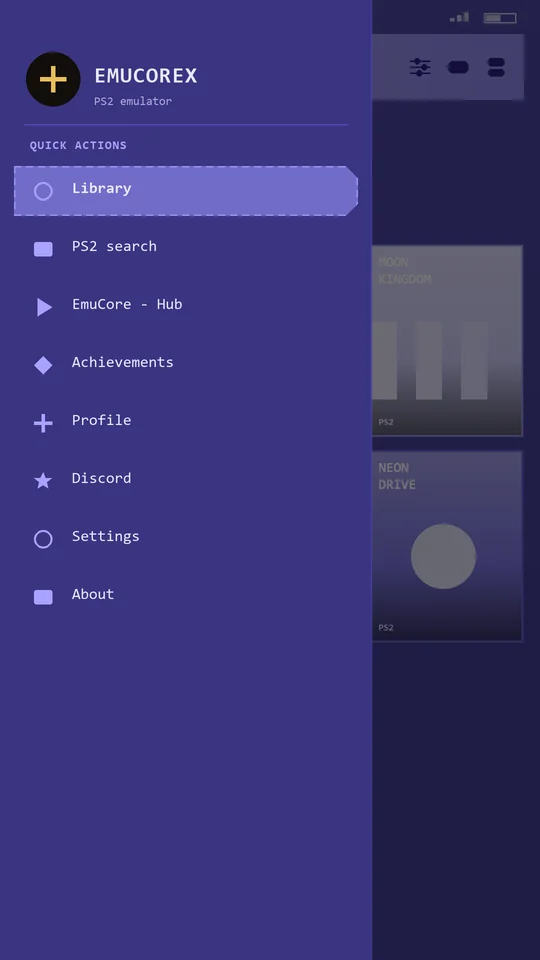 EMUCOREX
PS2 emulator
QUICK ACTIONS
Library
PS2 search
EmuCore - Hub
Achievements
Profile
Discord
Settings
About
MOON
KINGDOM
PS2
NEON
DRIVE
PS2